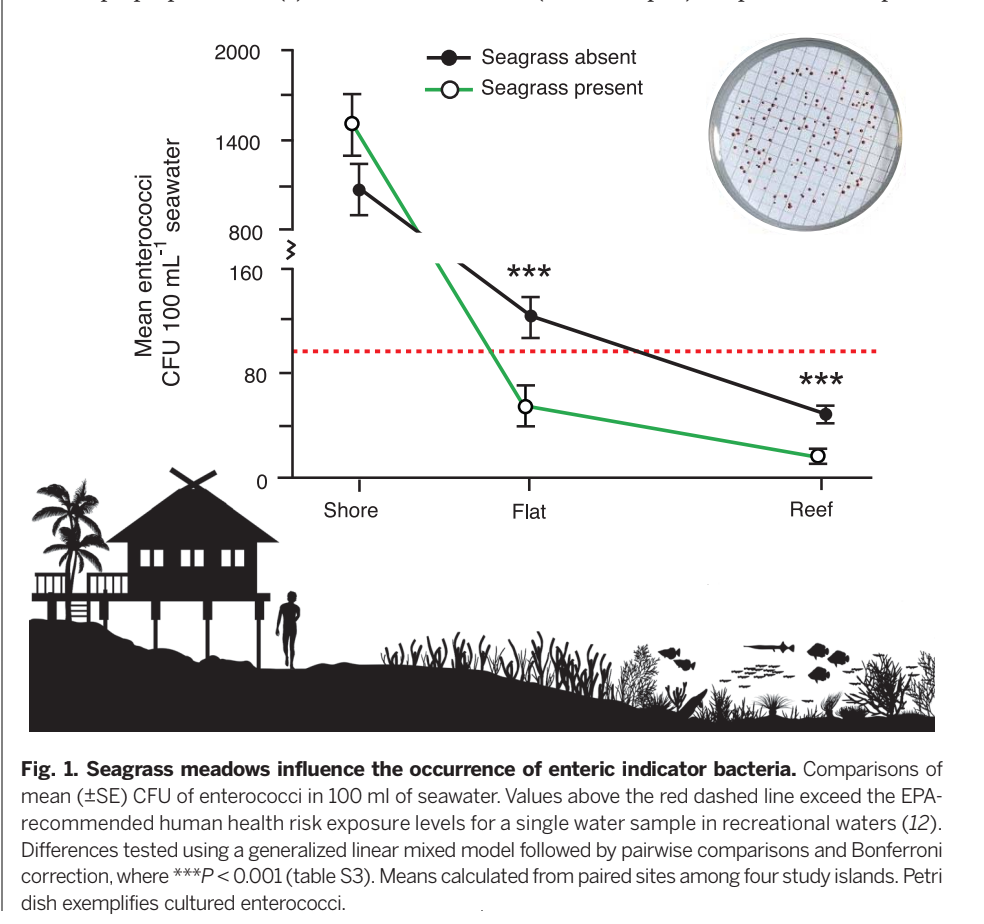 2000
Seagrass absent
Seagrass present
1400
800
160
80
0
Mean enterococci
CFU 100 mL⁻¹ seawater
***
***
Shore
Flat
Reef
Fig. 1. Seagrass meadows influence the occurrence of enteric indicator bacteria. Comparisons of
mean (±SE) CFU of enterococci in 100 ml of seawater. Values above the red dashed line exceed the EPA-
recommended human health risk exposure levels for a single water sample in recreational waters (12).
Differences tested using a generalized linear mixed model followed by pairwise comparisons and Bonferroni
correction, where ***P < 0.001 (table S3). Means calculated from paired sites among four study islands. Petri
dish exemplifies cultured enterococci.